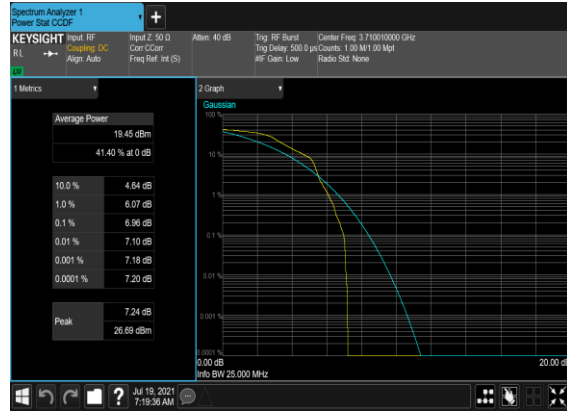 Spectrum Analyzer 1
Power Stat CCDF
+
KEYSIGHT
Input: RF
Input Z: 50 Ω
Atten: 40 dB
Trig: RF Burst
Center Freq: 3.710010000 GHz
RL
Coupling: DC
Corr CCorr
Trig Delay: 500.0 µs
Counts: 1.00 M/1.00 Mpt
Align: Auto
Freq Ref: Int (S)
#IF Gain: Low
Radio Std: None
1 Metrics
2 Graph
Gaussian
Average Power
19.45 dBm
41.40 % at 0 dB
10.0 % 4.64 dB
1.0 % 6.07 dB
0.1 % 6.96 dB
0.01 % 7.10 dB
0.001 % 7.18 dB
0.0001 % 7.20 dB
Peak
7.24 dB
26.69 dBm
100 %
10 %
1 %
0.1 %
0.01 %
0.001 %
0.0001 %
0.00 dB
20.00 dB
Info BW 25.000 MHz
?
Jul 19, 2021
7:19:36 AM